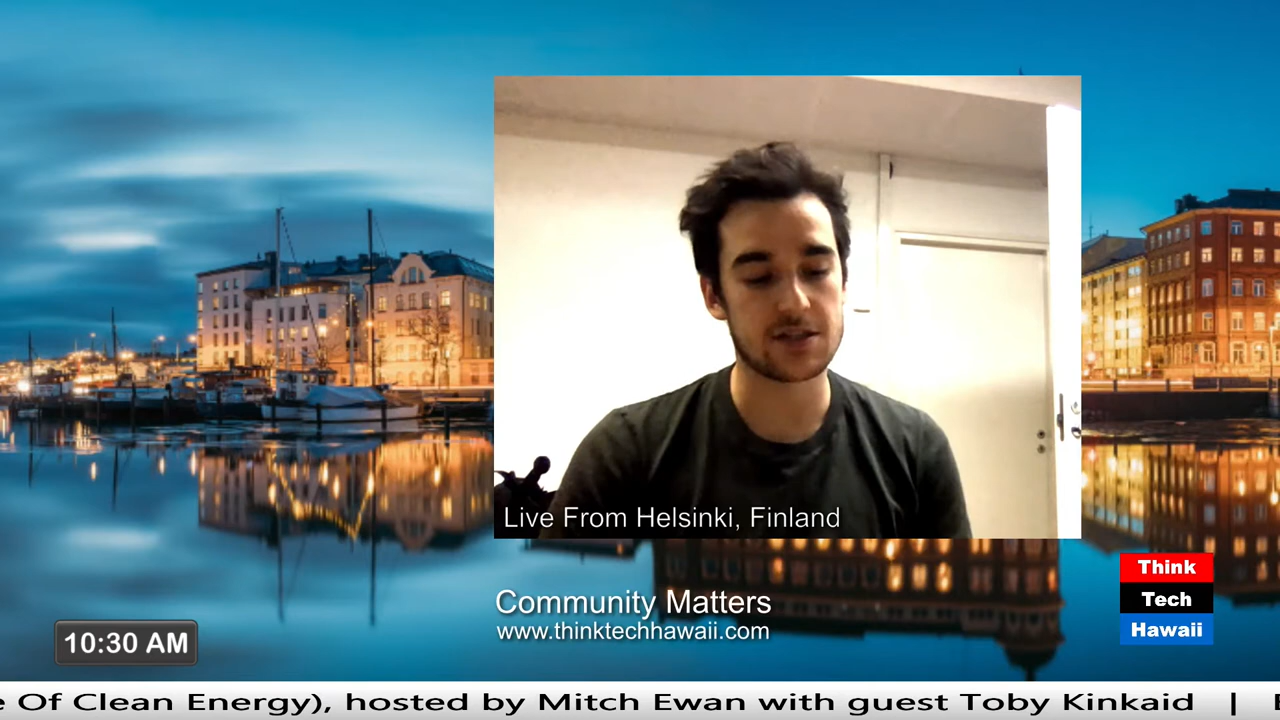 Live From Helsinki, Finland
Community Matters
www.thinktechhawaii.com
Think
Tech
Hawaii
10:30 AM
Of Clean Energy), hosted by Mitch Ewan with guest Toby Kinkaid |